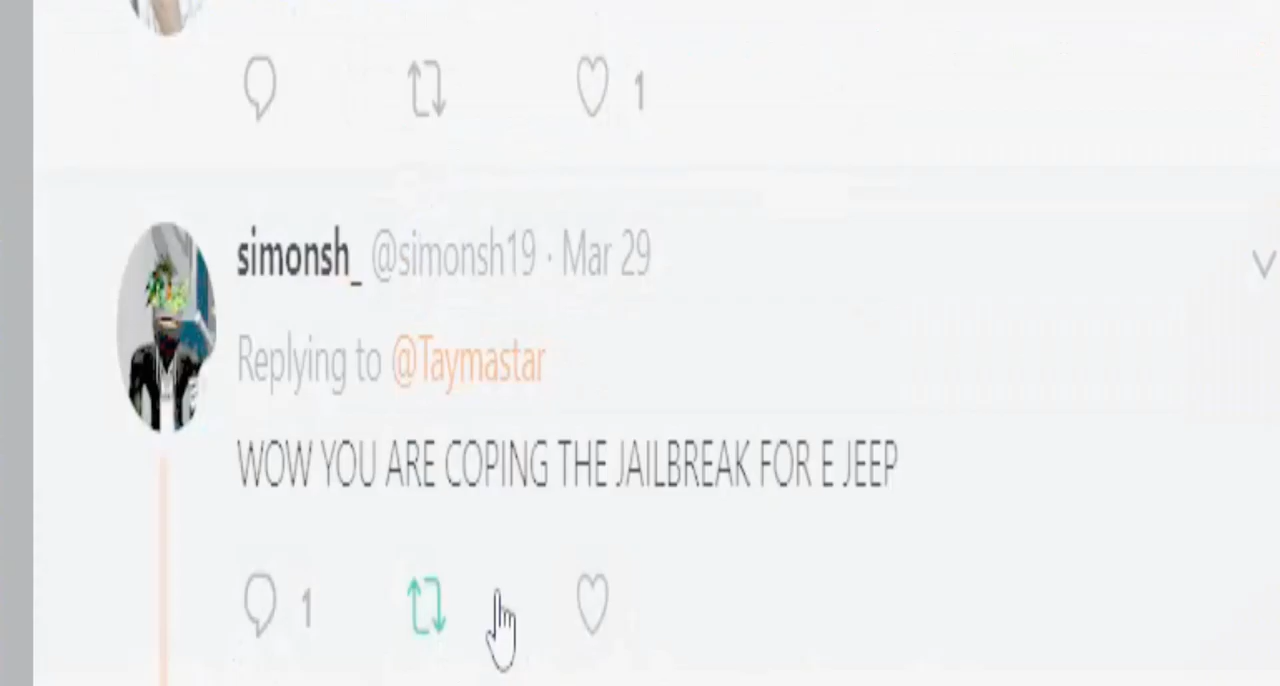 1
simonsh_ @simonsh19 · Mar 29
Replying to @Taymastar
WOW YOU ARE COPING THE JAILBREAK FOR E JEEP
1